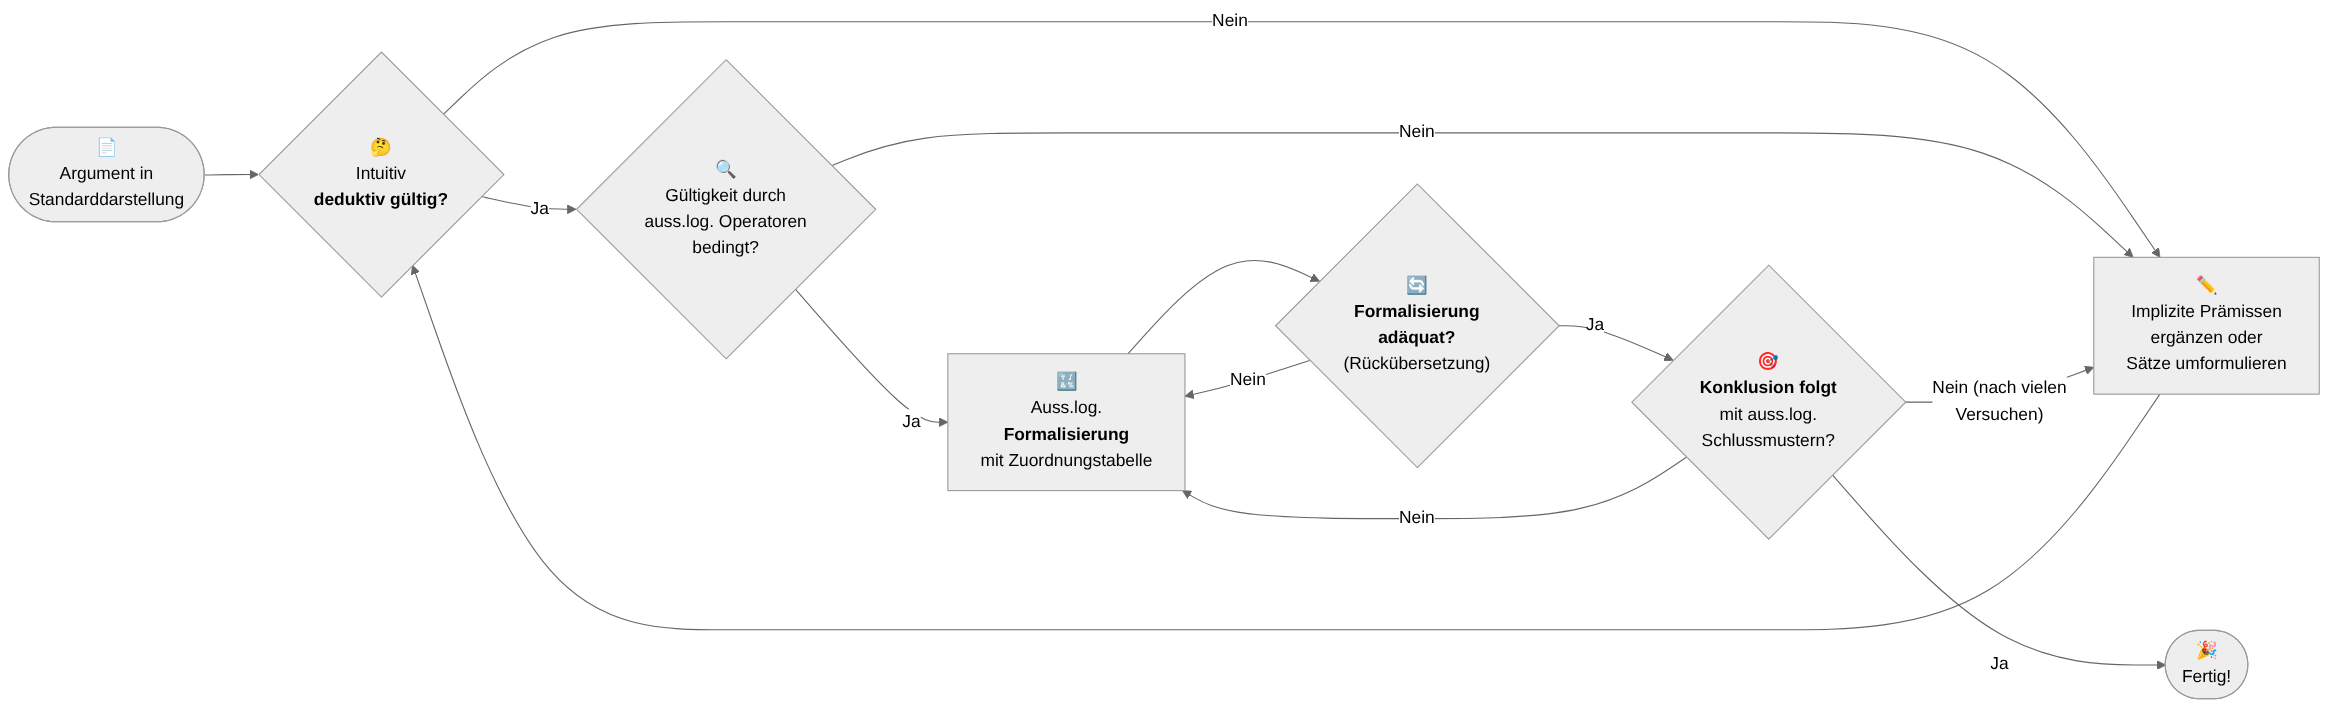 Nein
Nein
Argument in
Standarddarstellung
Intuitiv
deduktiv gültig?
Ja
Gültigkeit durch
auss.log. Operatoren
bedingt?
Ja
Auss.log.
Formalisierung
mit Zuordnungstabelle
Formalisierung
adäquat?
(Rückübersetzung)
Nein
Ja
Konklusion folgt
mit auss.log.
Schlussmustern?
Nein
Nein (nach vielen
Versuchen)
Implizite Prämissen
ergänzen oder
Sätze umformulieren
Ja
Fertig!